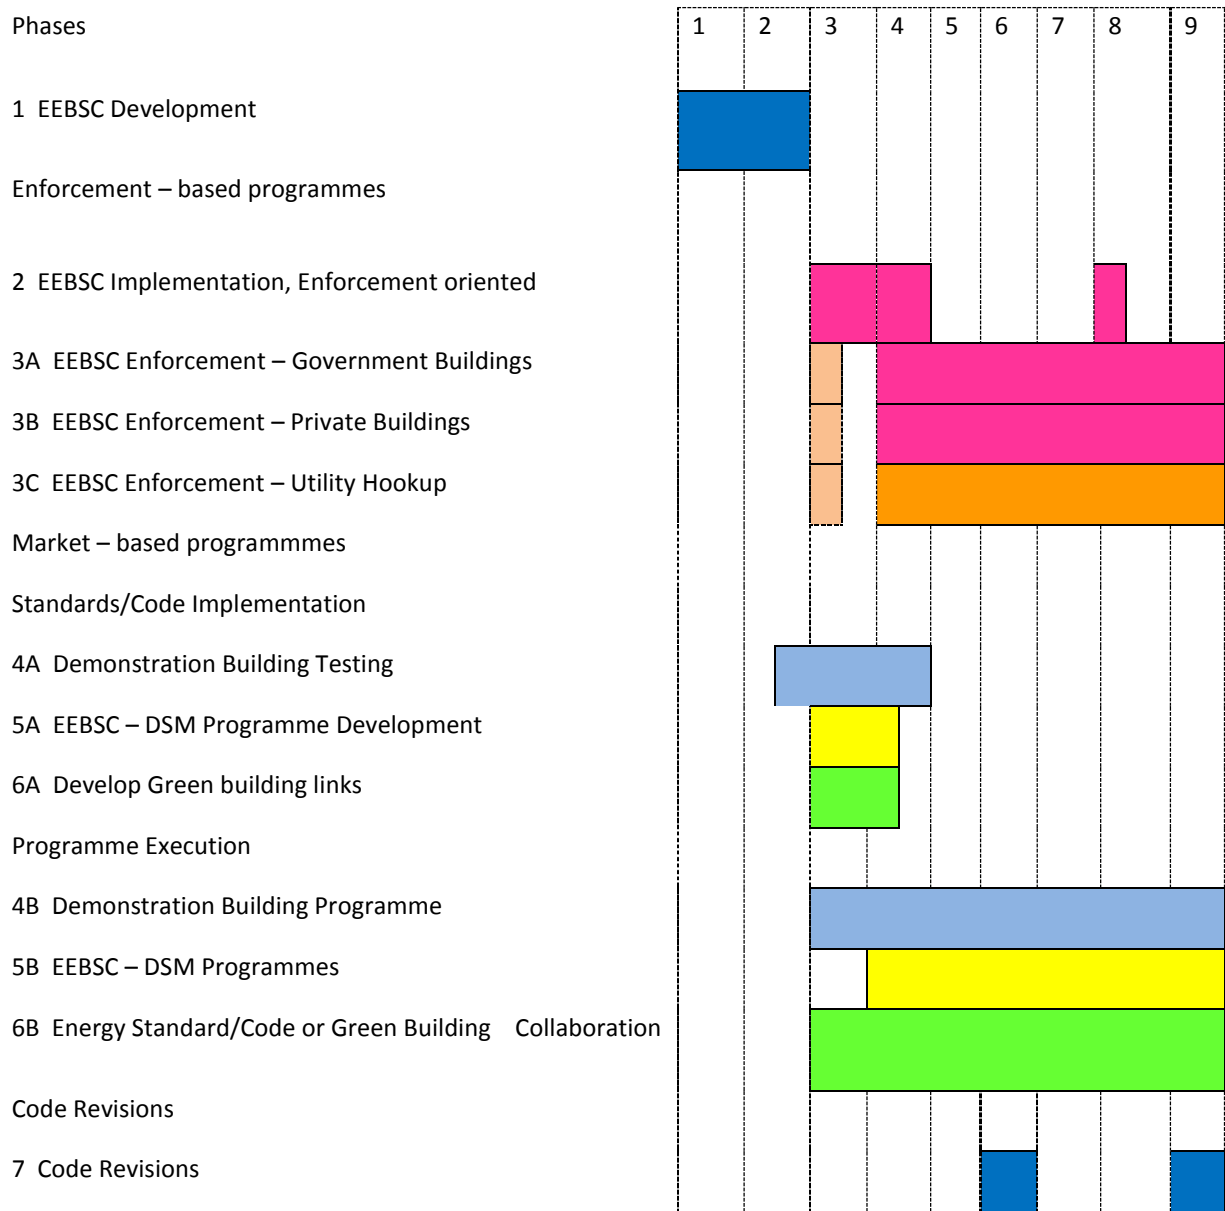 Phases 1 2 3 4 5 6 7 8 9
1 EEBSC Development
Enforcement – based programmes
2 EEBSC Implementation, Enforcement oriented
3A EEBSC Enforcement – Government Buildings
3B EEBSC Enforcement – Private Buildings
3C EEBSC Enforcement – Utility Hookup
Market – based programmmes
Standards/Code Implementation
4A Demonstration Building Testing
5A EEBSC – DSM Programme Development
6A Develop Green building links
Programme Execution
4B Demonstration Building Programme
5B EEBSC – DSM Programmes
6B Energy Standard/Code or Green Building Collaboration
Code Revisions
7 Code Revisions